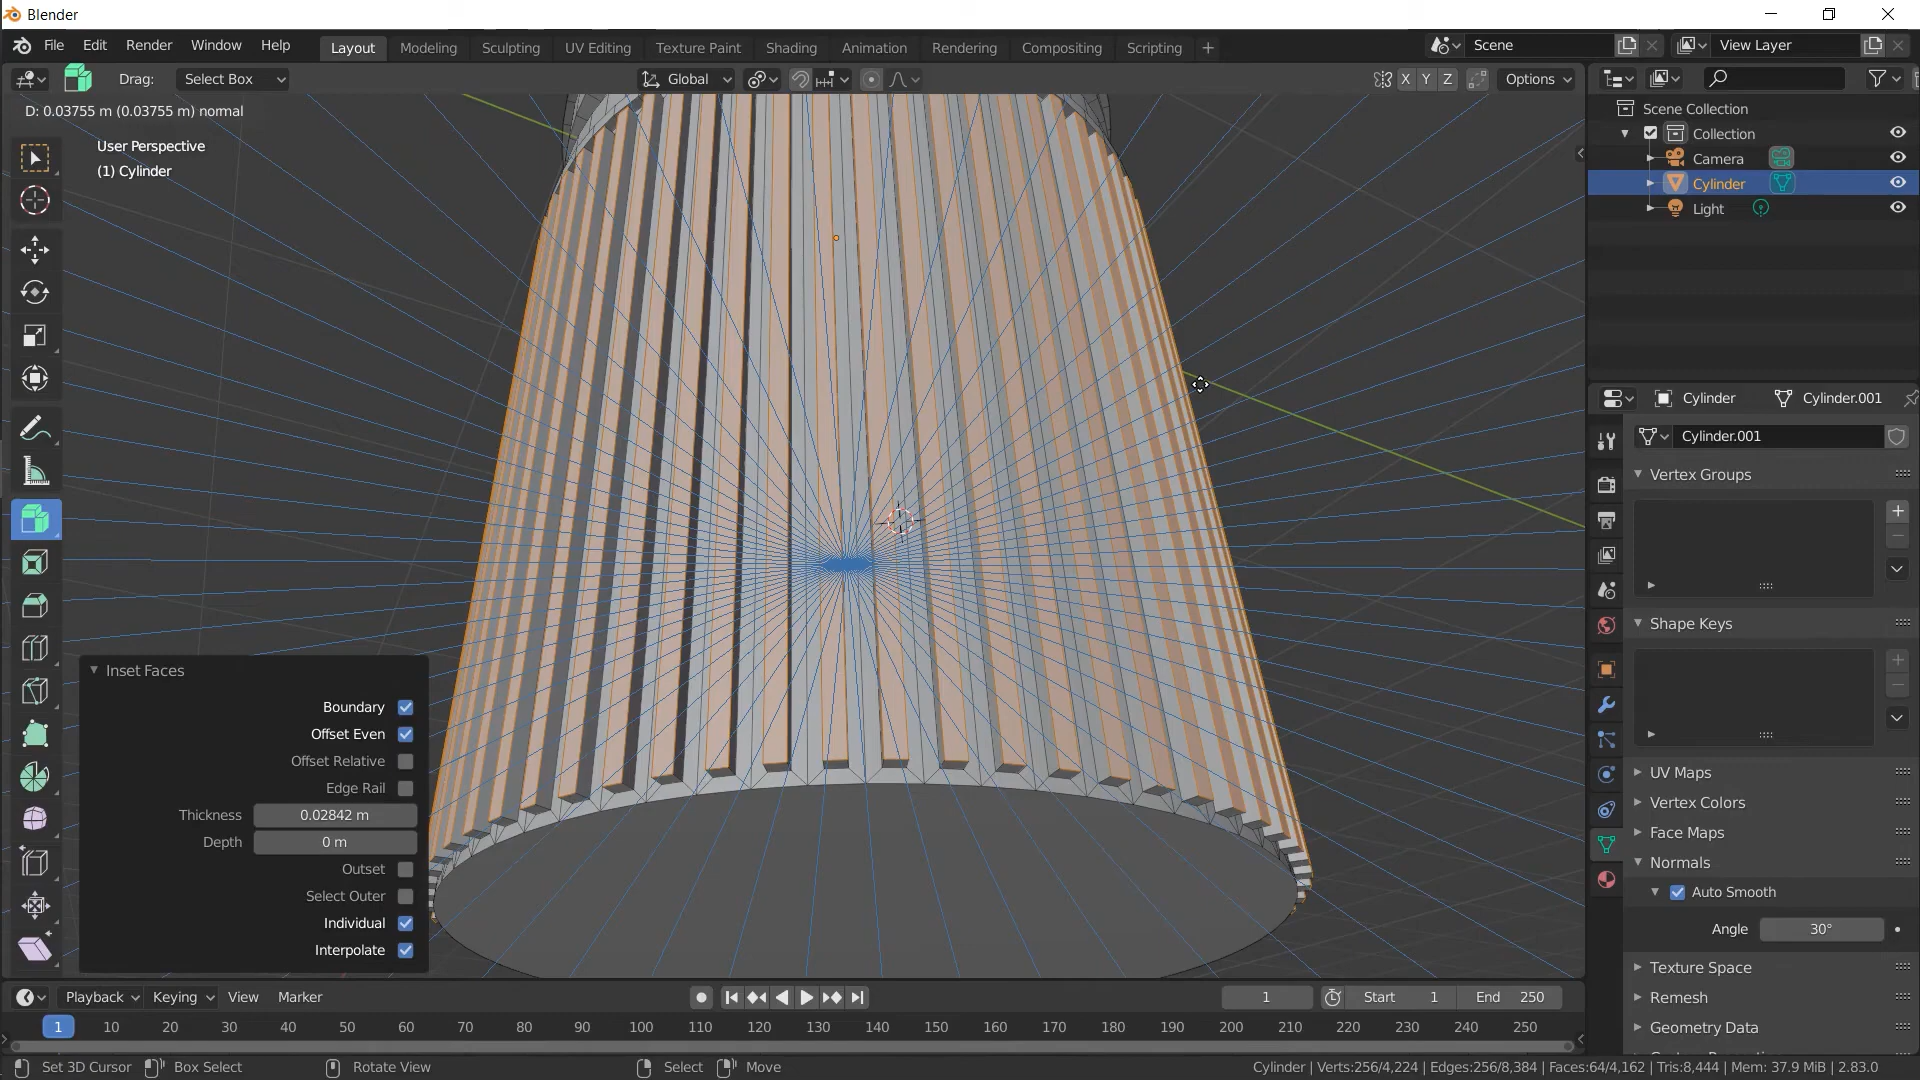 Blender
File Edit Render Window Help Layout Modeling Sculpting UV Editing Texture Paint Shading Animation Rendering Compositing Scripting + Scene View Layer
Drag: Select Box Global X Y Z Options
D: 0.03755 m (0.03755 m) normal
User Perspective
(1) Cylinder
Scene Collection
Collection
Camera
Cylinder
Light
Cylinder Cylinder.001
Cylinder.001
Vertex Groups
Shape Keys
UV Maps
Vertex Colors
Face Maps
Normals
Auto Smooth
Angle 30°
Texture Space
Remesh
Geometry Data
Inset Faces
Boundary
Offset Even
Offset Relative
Edge Rail
Thickness 0.02842 m
Depth 0 m
Outset
Select Outer
Individual
Interpolate
Playback Keying View Marker 1 Start 1 End 250
1 10 20 30 40 50 60 70 80 90 100 110 120 130 140 150 160 170 180 190 200 210 220 230 240 250
Set 3D Cursor Box Select Rotate View Select Move Cylinder | Verts:256/4,224 | Edges:256/8,384 | Faces:64/4,162 | Tris:8,444 | Mem: 37.9 MiB | 2.83.0